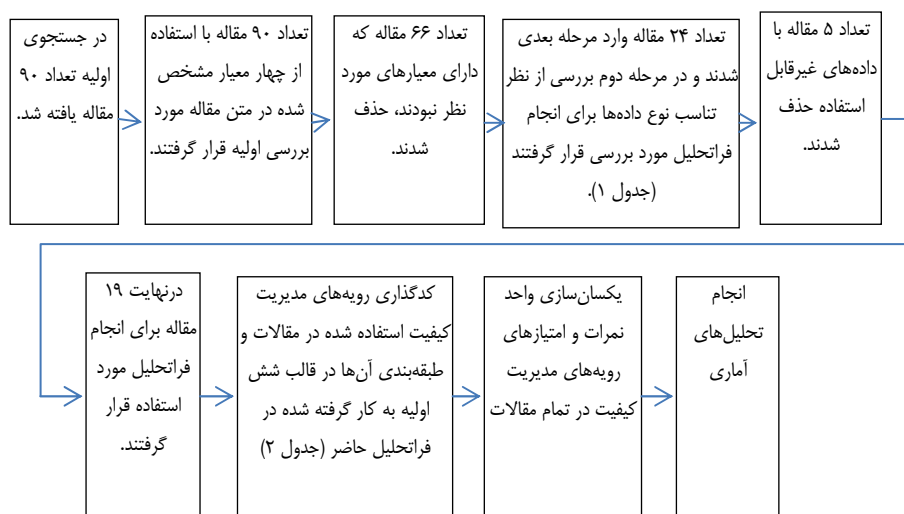 در جستجوی
اولیه تعداد ۹۰
مقاله یافته شد.
تعداد ۹۰ مقاله با استفاده
از چهار معیار مشخص
شده در متن مقاله مورد
بررسی اولیه قرار گرفتند.
تعداد ۶۶ مقاله که
دارای معیارهای مورد
نظر نبودند، حذف
شدند.
تعداد ۲۴ مقاله وارد مرحله بعدی
شدند و در مرحله دوم بررسی از نظر
تناسب نوع داده‌ها برای انجام
فراتحلیل مورد بررسی قرار گرفتند
(جدول ۱).
تعداد ۵ مقاله با
داده‌های غیرقابل
استفاده حذف
شدند.
درنهایت ۱۹
مقاله برای انجام
فراتحلیل مورد
استفاده قرار
گرفتند.
کدگذاری رویه‌های مدیریت
کیفیت استفاده شده در مقالات و
طبقه‌بندی آن‌ها در قالب شش
اولیه به کار گرفته شده در
فراتحلیل حاضر (جدول ۲)
یکسان‌سازی واحد
نمرات و امتیازهای
رویه‌های مدیریت
کیفیت در تمام مقالات
انجام
تحلیل‌های
آماری